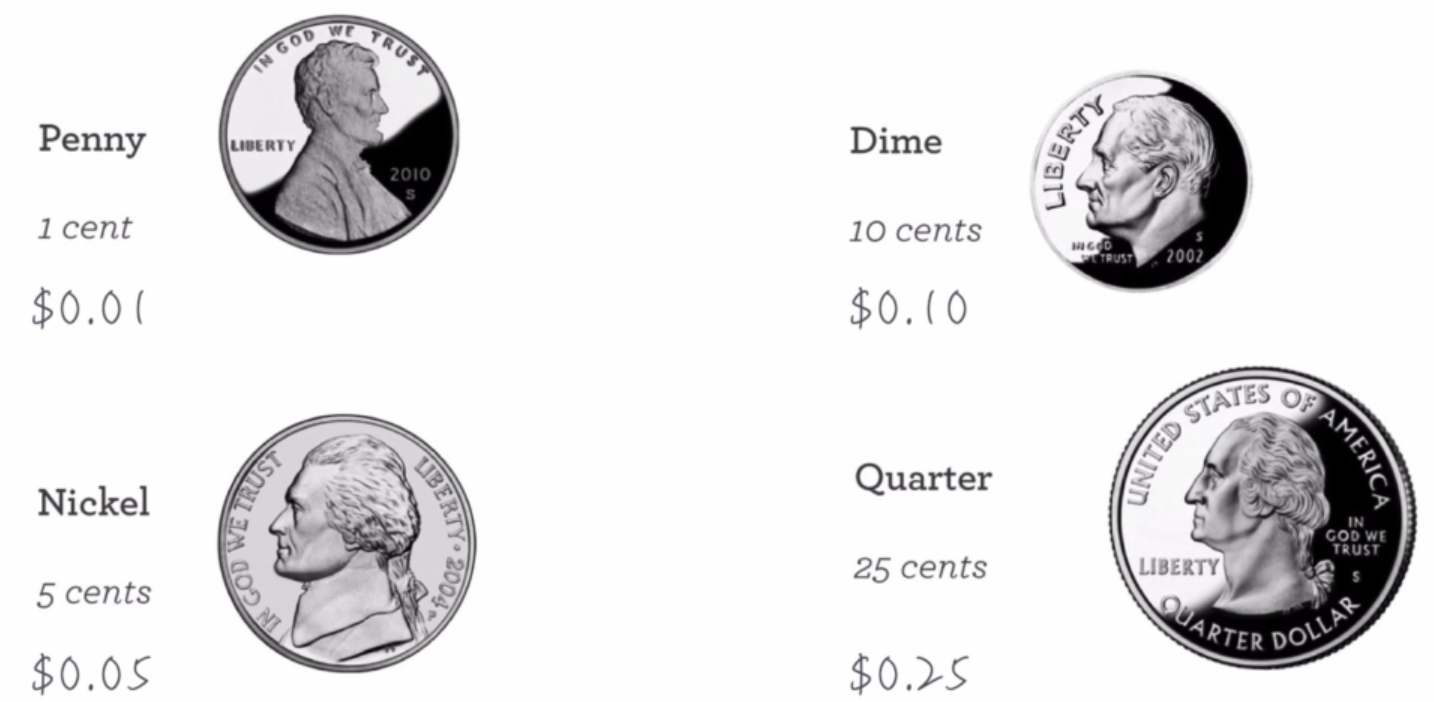 Penny
1 cent
$0.01
IN GOD WE TRUST
LIBERTY
2010
S
Dime
10 cents
$0.10
LIBERTY
IN GOD
WE TRUST
S
2002
Nickel
5 cents
$0.05
IN GOD WE TRUST
LIBERTY · 2004
Quarter
25 cents
$0.25
UNITED STATES OF AMERICA
LIBERTY
IN
GOD WE
TRUST
S
QUARTER DOLLAR